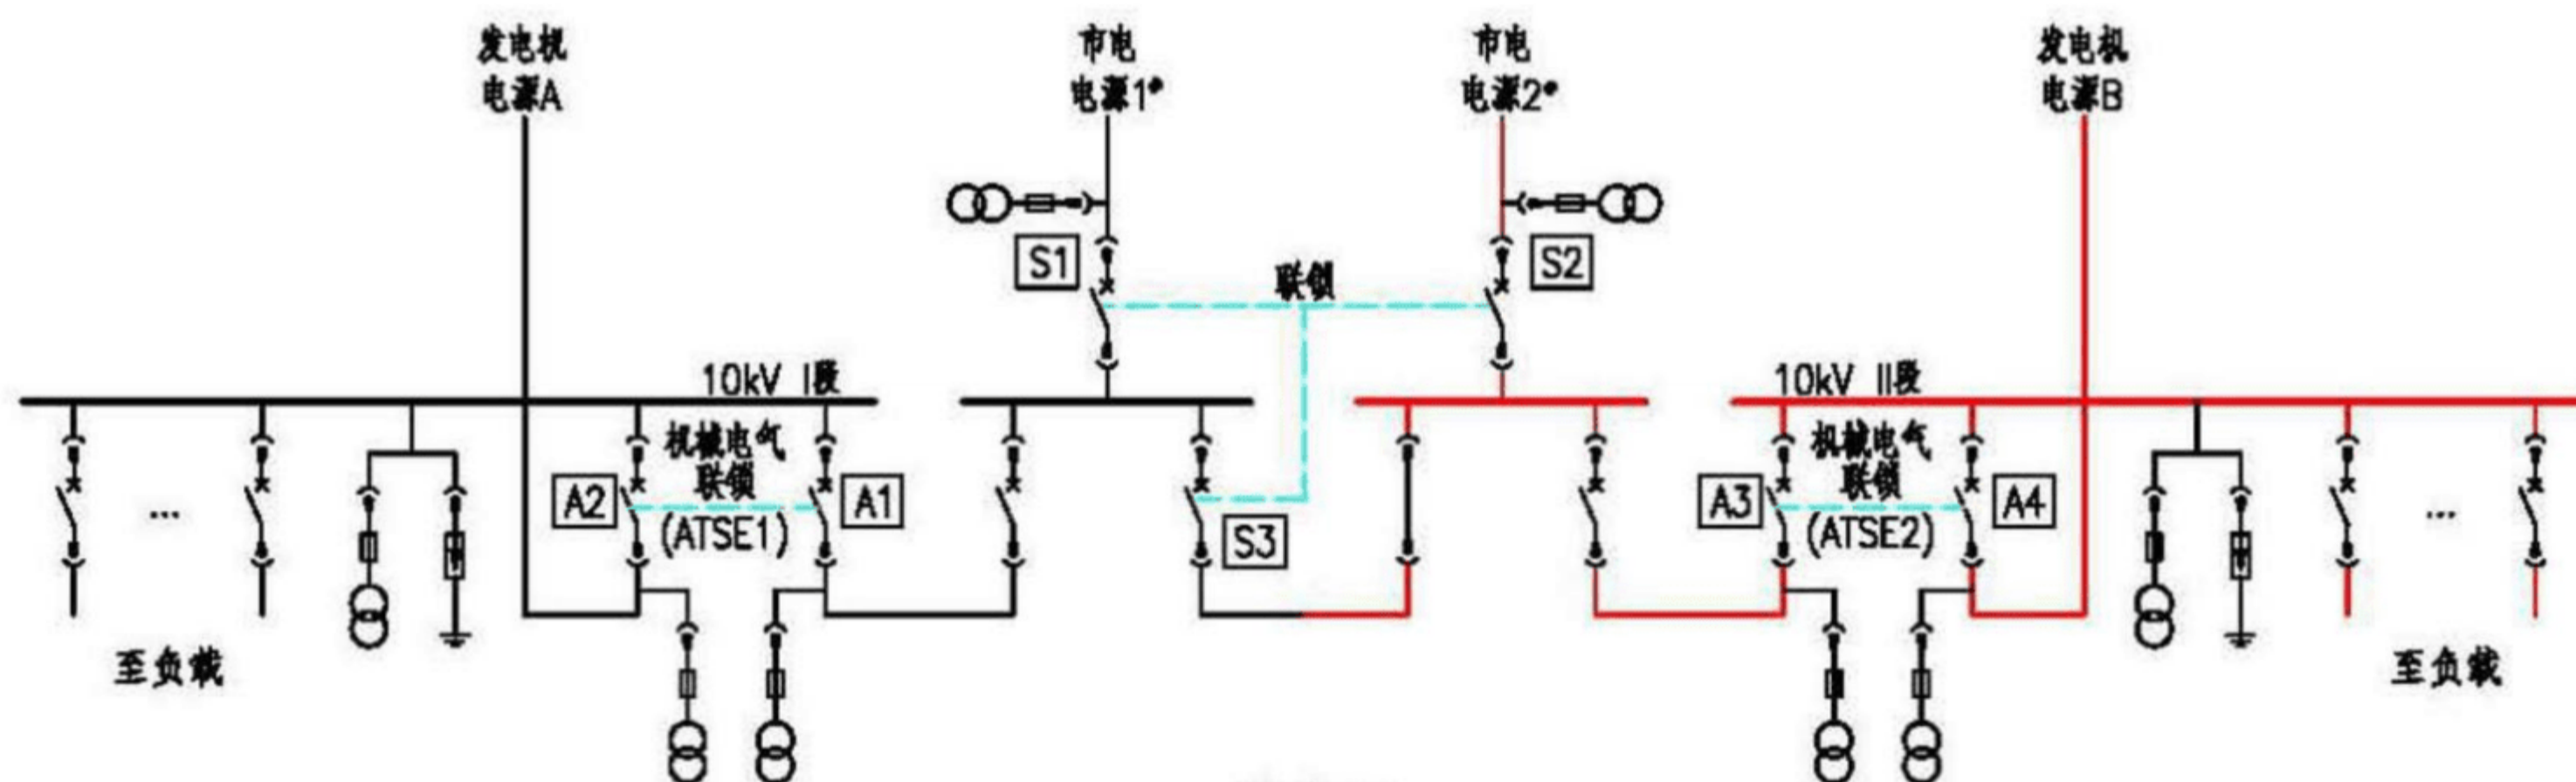 发电机
电源A
市电
电源1#
市电
电源2#
发电机
电源B
S1
联锁
S2
10kV I段
10kV II段
机械电气
联锁
A2
A1
(ATSE1)
S3
机械电气
联锁
A3
A4
(ATSE2)
...
...
至负载
至负载